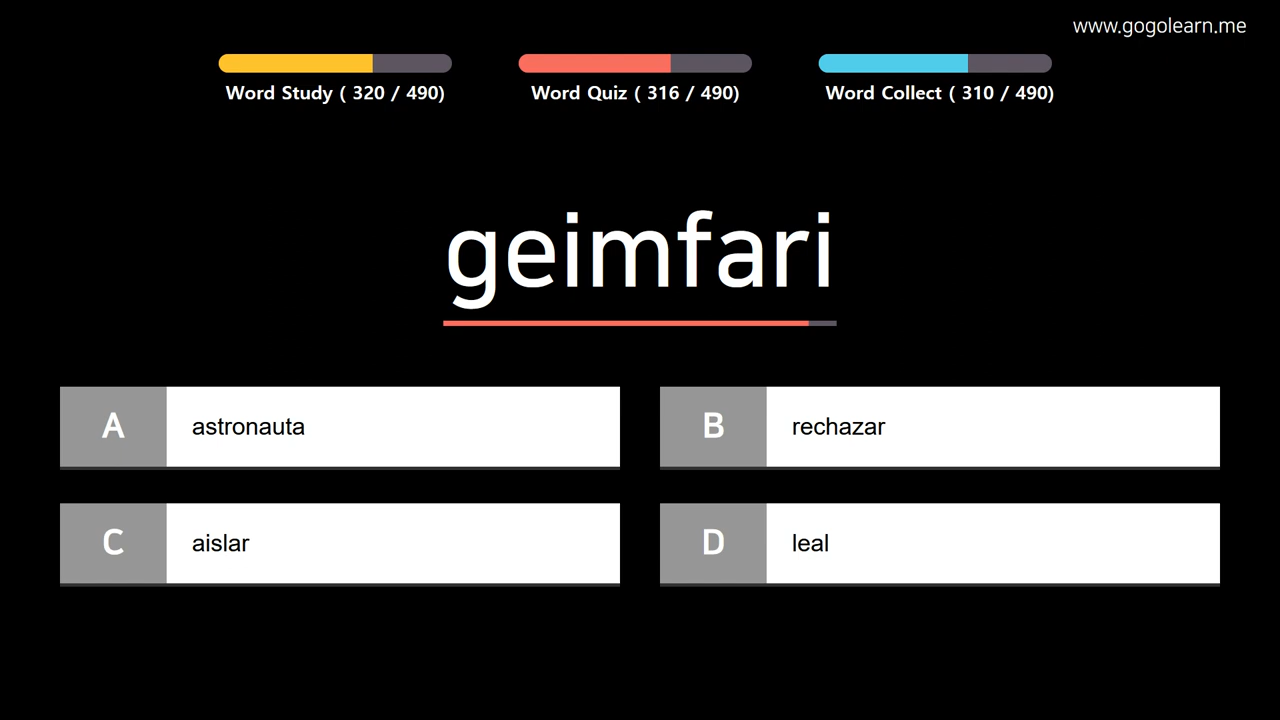 www.gogolearn.me
Word Study ( 320 / 490)
Word Quiz ( 316 / 490)
Word Collect ( 310 / 490)
geimfari
A astronauta
B rechazar
C aislar
D leal